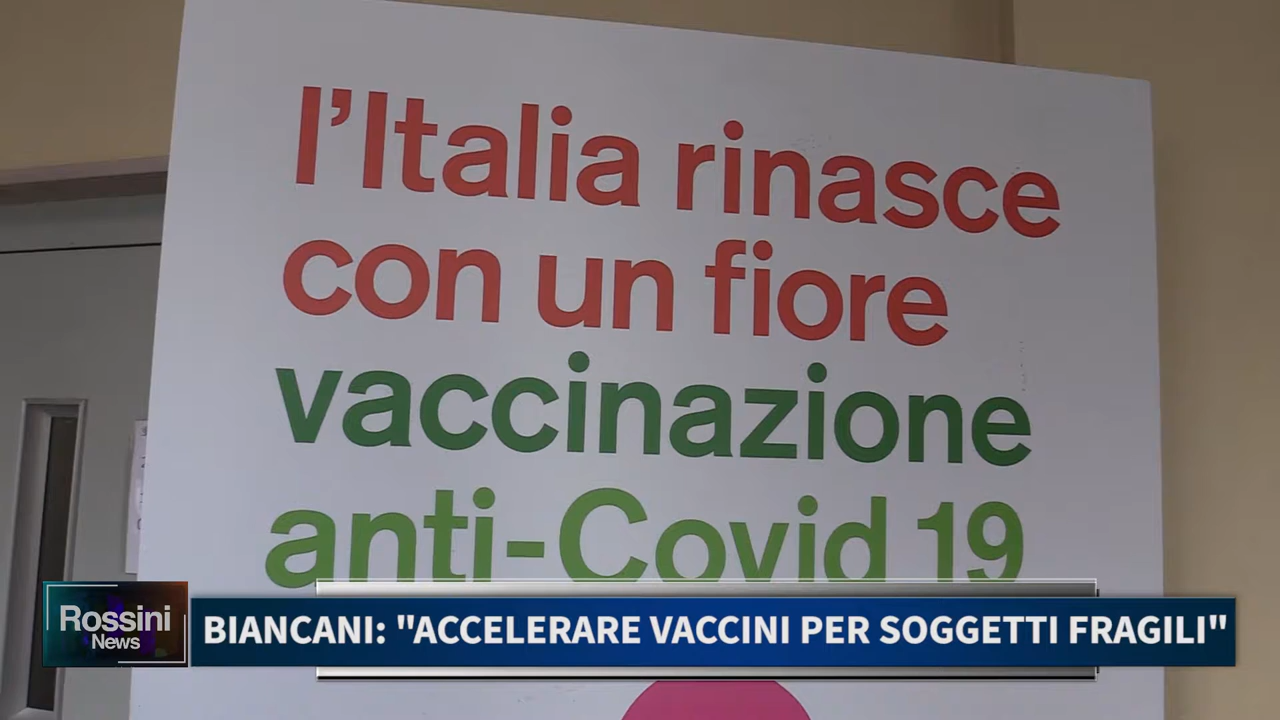 l'Italia rinasce
con un fiore
vaccinazione
anti-Covid 19
Rossini
News
BIANCANI: "ACCELERARE VACCINI PER SOGGETTI FRAGILI"